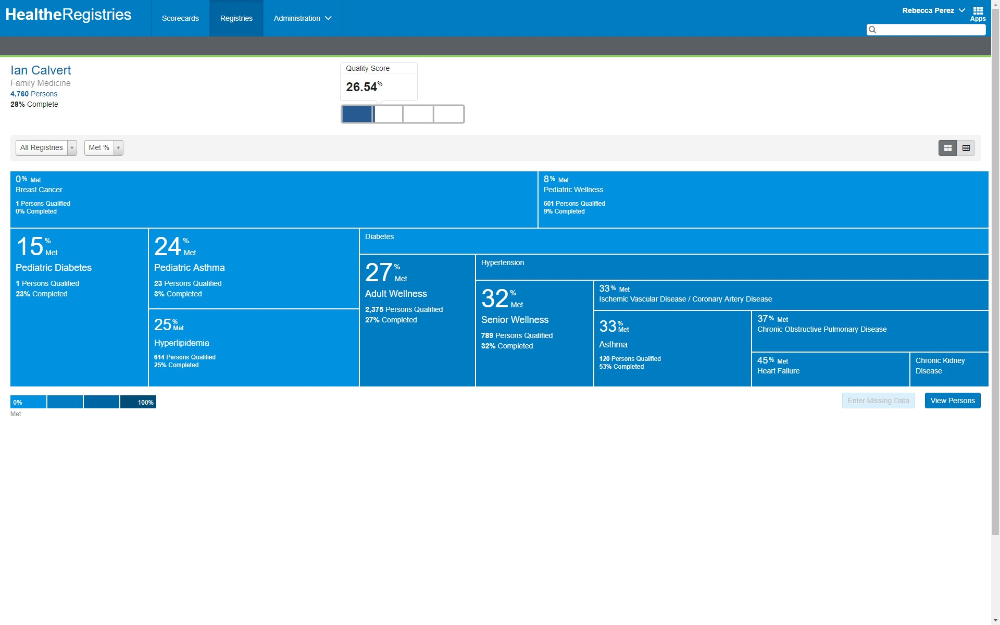 HealtheRegistries
Scorecards
Registries
Administration
Rebecca Perez
Apps
Ian Calvert
Family Medicine
4,760 Persons
28% Complete
Quality Score
26.54%
All Registries
Met %
0% Met
Breast Cancer
1 Persons Qualified
0% Completed
8% Met
Pediatric Wellness
601 Persons Qualified
9% Completed
15% Met
Pediatric Diabetes
1 Persons Qualified
23% Completed
24% Met
Pediatric Asthma
23 Persons Qualified
3% Completed
25% Met
Hyperlipidemia
614 Persons Qualified
25% Completed
Diabetes
27% Met
Adult Wellness
2,375 Persons Qualified
27% Completed
Hypertension
32% Met
Senior Wellness
789 Persons Qualified
32% Completed
33% Met
Ischemic Vascular Disease / Coronary Artery Disease
33% Met
Asthma
120 Persons Qualified
53% Completed
37% Met
Chronic Obstructive Pulmonary Disease
45% Met
Heart Failure
Chronic Kidney
Disease
0%
100%
Met
Enter Missing Data
View Persons